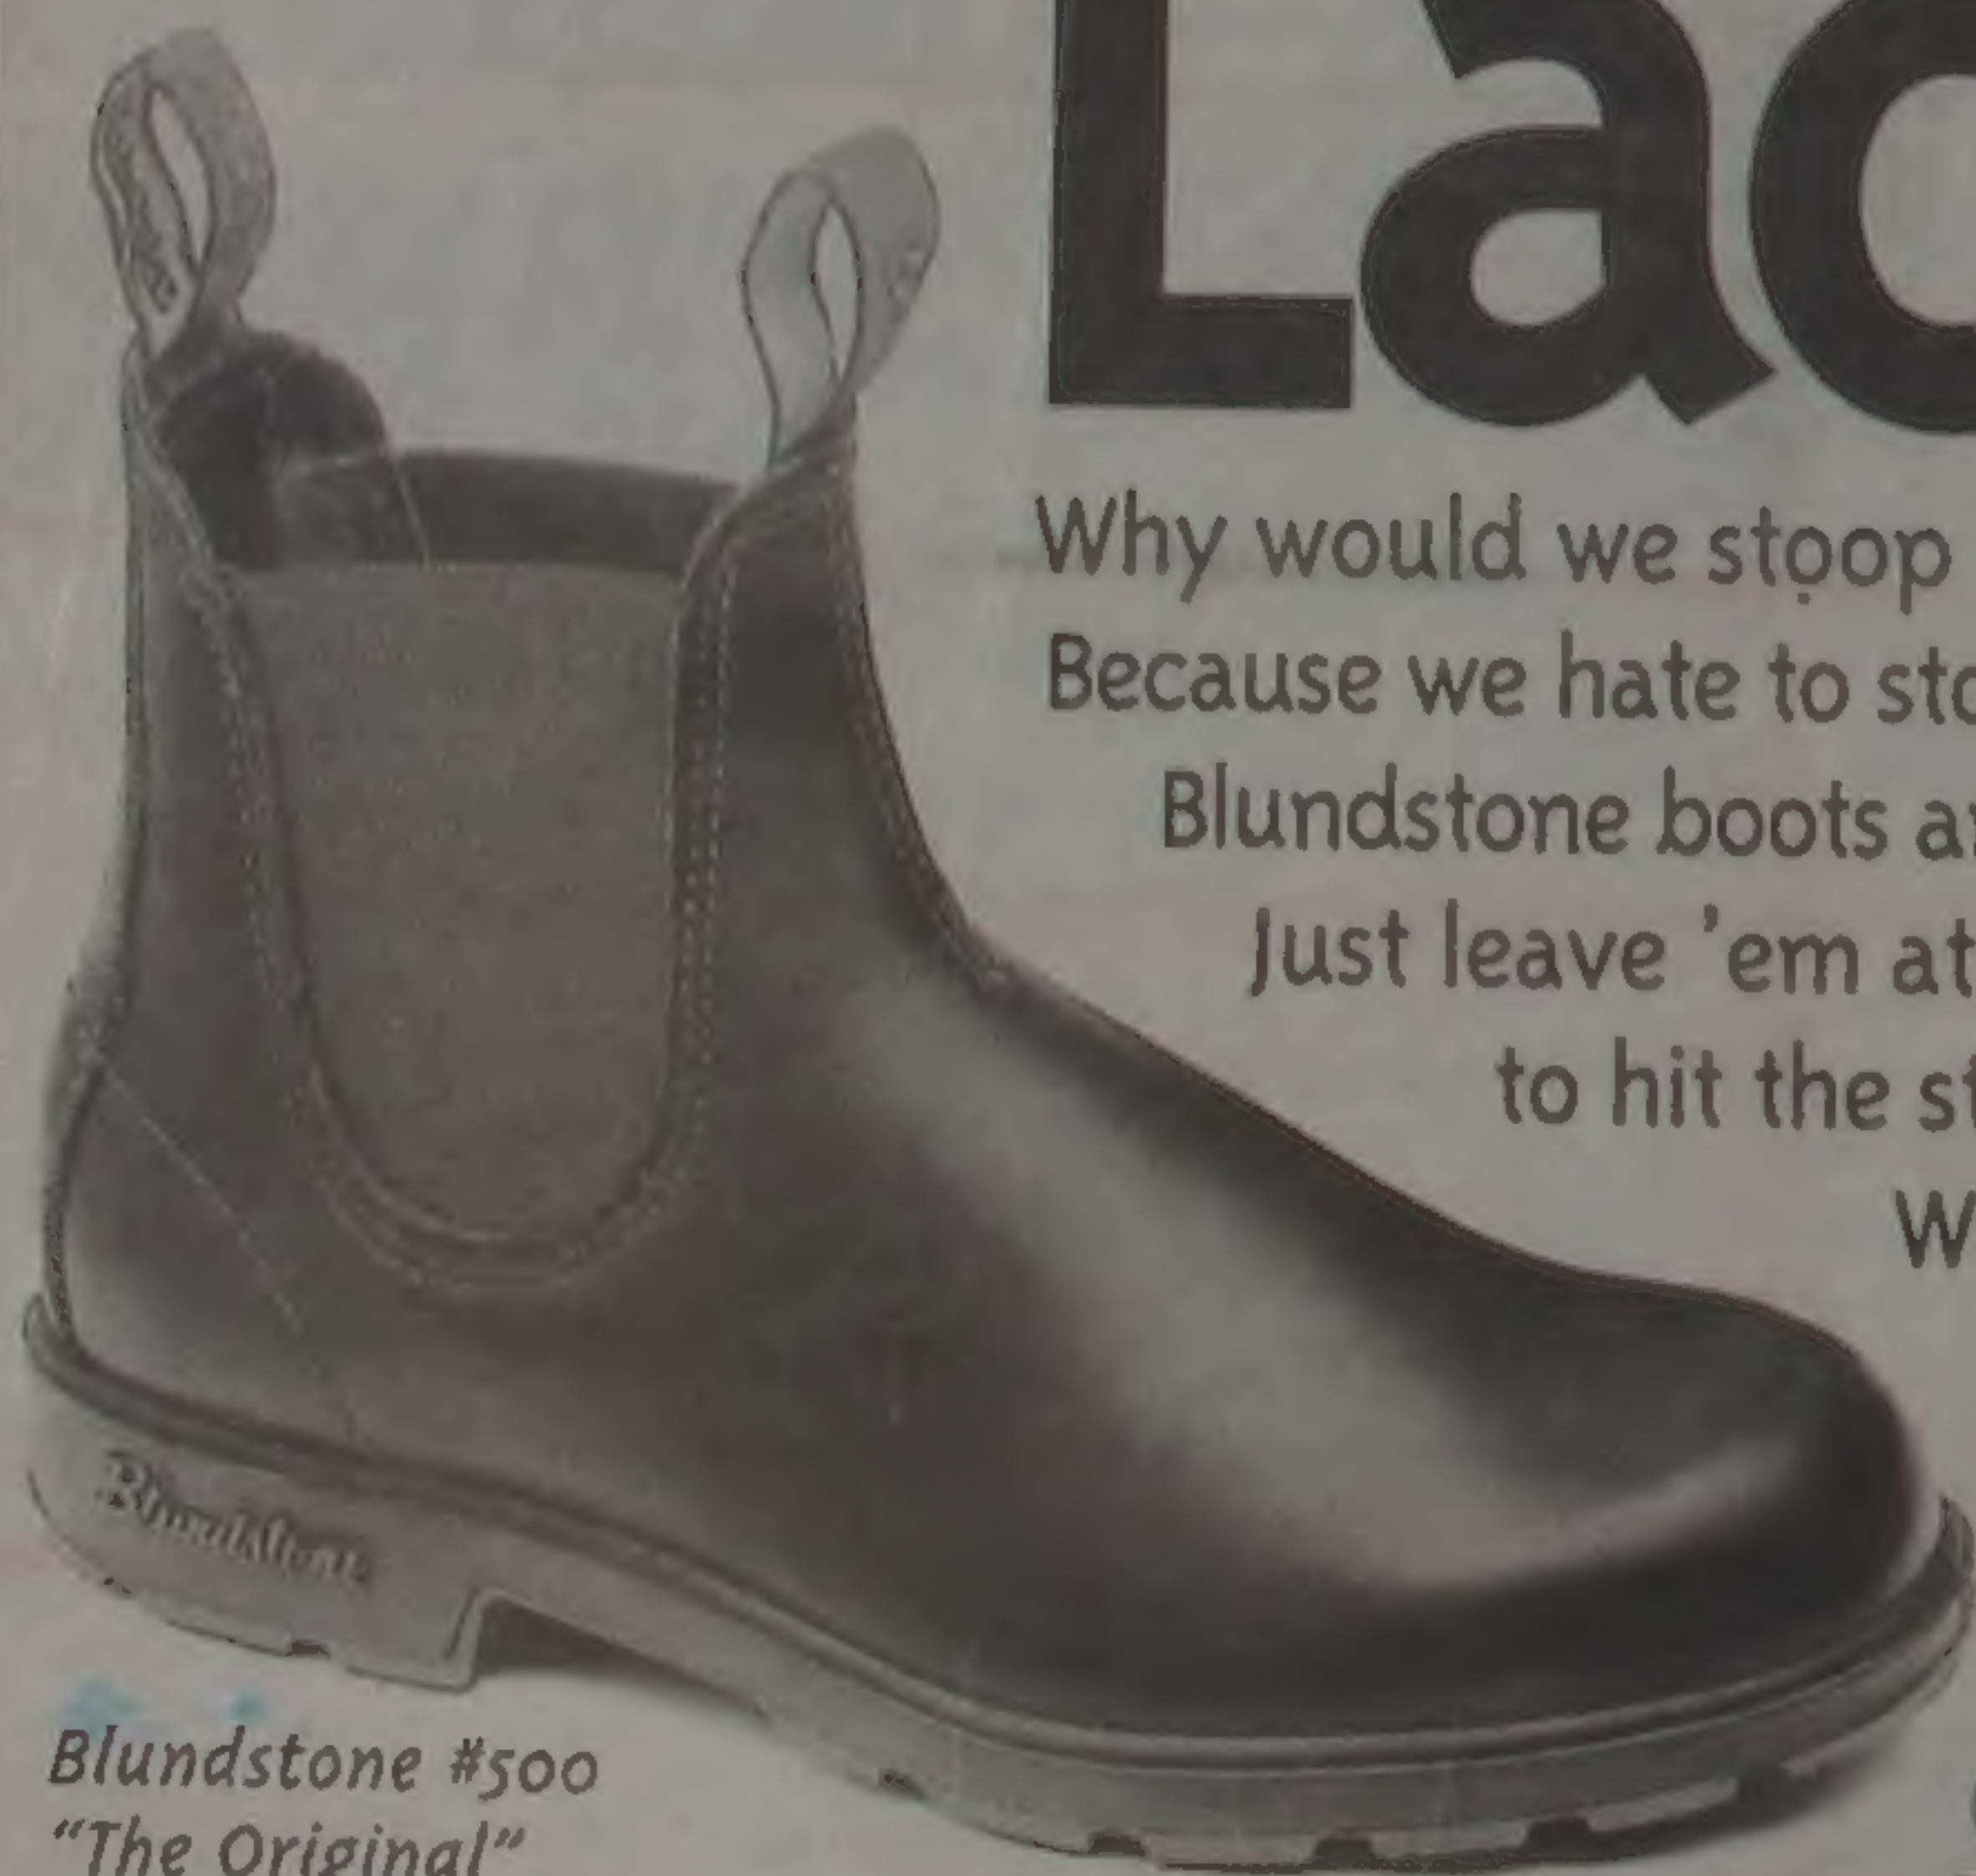 Lac
Why would we stoop
Because we hate to sto
Blundstone boots a
Just leave 'em at
to hit the st
W
Blundstone
Blundstone #500
“The Original”